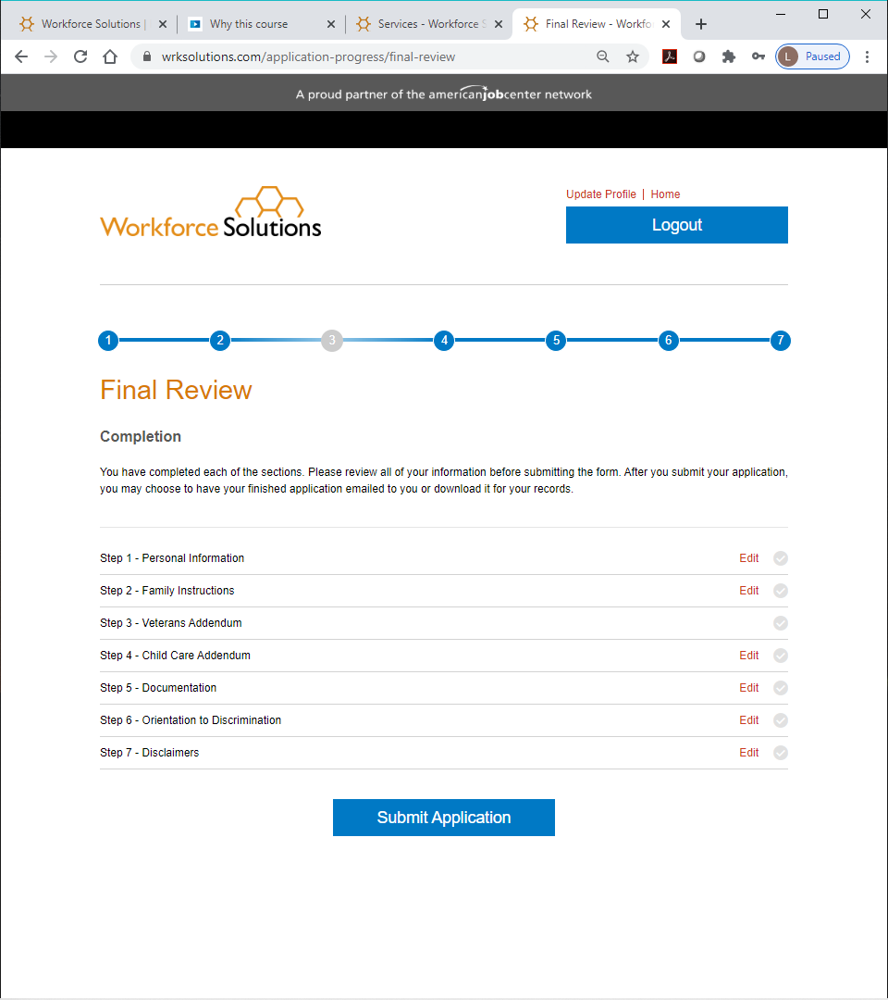 Workforce Solutions |
Why this course
Services - Workforce S
Final Review - Workfo
wrksolutions.com/application-progress/final-review
L
Paused
A proud partner of the americanjobcenter network
Workforce Solutions
Update Profile | Home
Logout
1 2 3 4 5 6 7
Final Review
Completion
You have completed each of the sections. Please review all of your information before submitting the form. After you submit your application,
you may choose to have your finished application emailed to you or download it for your records.
Step 1 - Personal Information Edit
Step 2 - Family Instructions Edit
Step 3 - Veterans Addendum
Step 4 - Child Care Addendum Edit
Step 5 - Documentation Edit
Step 6 - Orientation to Discrimination Edit
Step 7 - Disclaimers Edit
Submit Application